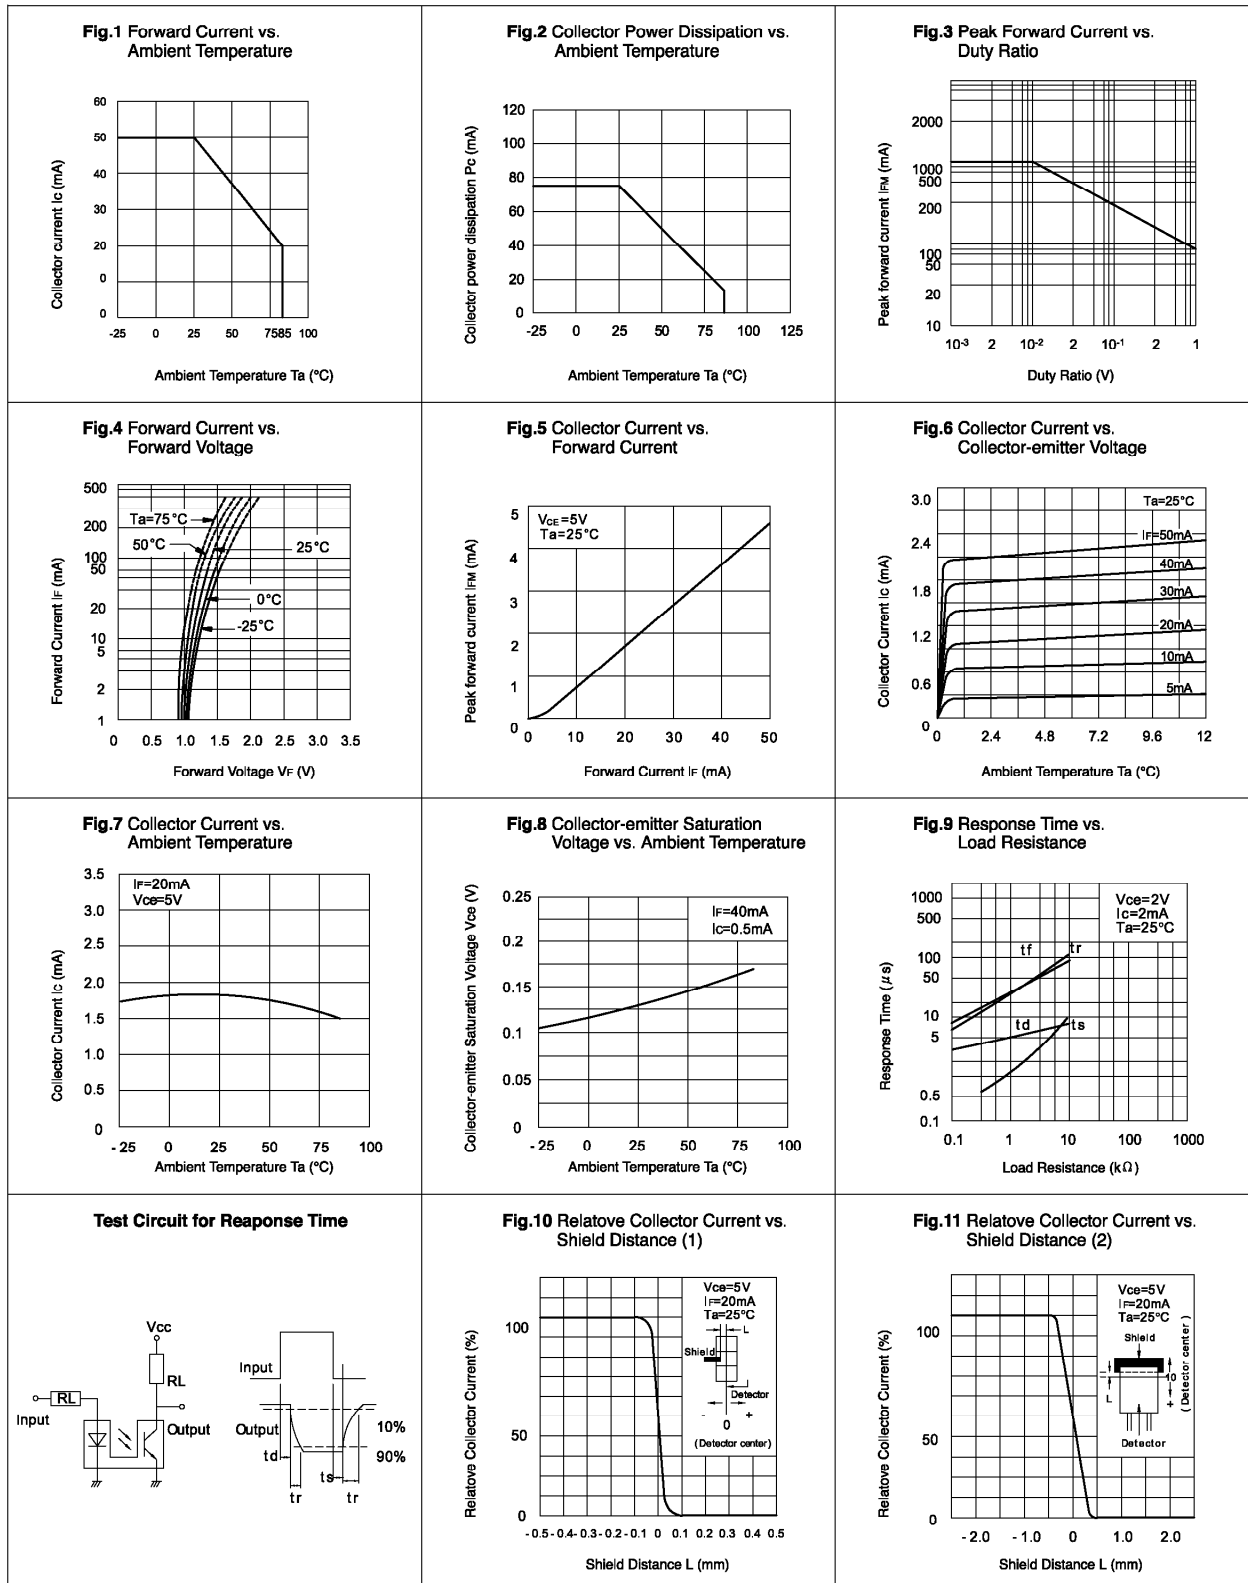 Fig.1 Forward Current vs.
Ambient Temperature
Collector current Ic (mA)
60
50
40
30
20
0
0
-25 0 25 50 7585 100
Ambient Temperature Ta (°C)
Fig.2 Collector Power Dissipation vs.
Ambient Temperature
Collector power dissipation Pc (mA)
120
100
80
60
40
20
0
-25 0 25 50 75 100 125
Ambient Temperature Ta (°C)
Fig.3 Peak Forward Current vs.
Duty Ratio
Peak forward current IFM (mA)
2000
1000
500
200
100
50
20
10
10-3 2 10-2 2 10-1 2 1
Duty Ratio (V)
Fig.4 Forward Current vs.
Forward Voltage
Forward Current IF (mA)
500
200
100
50
20
10
5
2
1
Ta=75°C
50°C
25°C
0°C
-25°C
0 0.5 1.0 1.5 2.0 2.5 3.0 3.5
Forward Voltage VF (V)
Fig.5 Collector Current vs.
Forward Current
Peak forward current IFM (mA)
5
4
3
2
1
0
VCE=5V
Ta=25°C
0 10 20 30 40 50
Forward Current IF (mA)
Fig.6 Collector Current vs.
Collector-emitter Voltage
Collector Current Ic (mA)
3.0
2.4
1.8
1.2
0.6
0
Ta=25°C
IF=50mA
40mA
30mA
20mA
10mA
5mA
0 2.4 4.8 7.2 9.6 12
Ambient Temperature Ta (°C)
Fig.7 Collector Current vs.
Ambient Temperature
Collector Current Ic (mA)
3.5
3.0
2.5
2.0
1.5
1.0
0.5
0
IF=20mA
Vce=5V
- 25 0 25 50 75 100
Ambient Temperature Ta (°C)
Fig.8 Collector-emitter Saturation
Voltage vs. Ambient Temperature
Collector-emitter Saturation Voltage Vce (V)
0.25
0.2
0.15
0.1
0.05
0
IF=40mA
Ic=0.5mA
- 25 0 25 50 75 100
Ambient Temperature Ta (°C)
Fig.9 Response Time vs.
Load Resistance
Response Time (μs)
1000
500
100
50
10
5
0.5
0.1
Vce=2V
Ic=2mA
Ta=25°C
tf tr
td ts
0.1 1 10 100 1000
Load Resistance (kΩ)
Test Circuit for Reaponse Time
Vcc
RL
RL
Input
Output
Input
Output
10%
90%
td
tr
ts
tr
Fig.10 Relatove Collector Current vs.
Shield Distance (1)
Relatove Collector Current (%)
100
50
0
Vce=5V
IF=20mA
Ta=25°C
L
Shield
L
Detector
- +
0
(Detector center)
- 0.5 - 0.4 - 0.3 - 0.2 - 0.1 0 0.1 0.2 0.3 0.4 0.5
Shield Distance L (mm)
Fig.11 Relatove Collector Current vs.
Shield Distance (2)
Relatove Collector Current (%)
100
50
0
Vce=5V
IF=20mA
Ta=25°C
Shield
L
10
+
(Detector center)
Detector
- 2.0 - 1.0 0 1.0 2.0
Shield Distance L (mm)